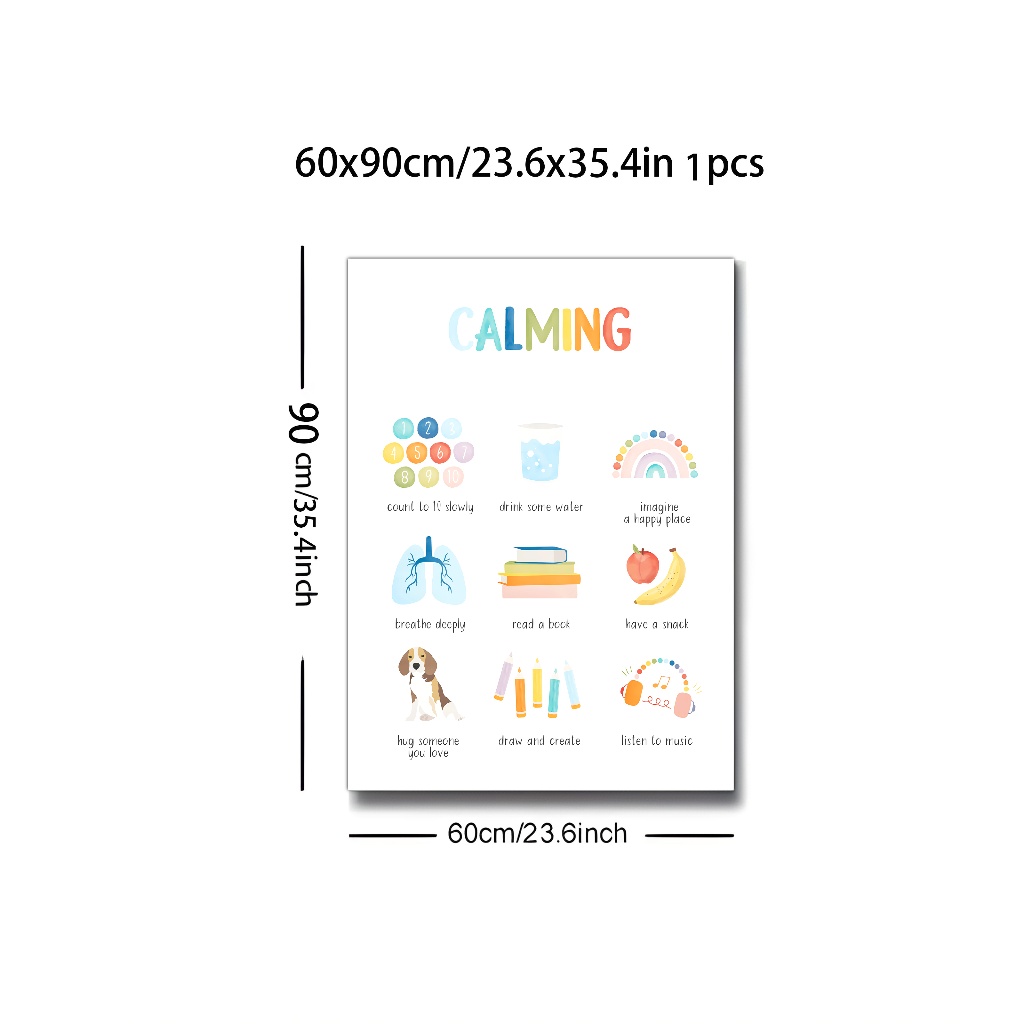 60x90cm/23.6x35.4in 1pcs
90 cm/35.4inch
CALMING
1 2 3
4 5 6 7
8 9 10
count to 10 slowly
drink some water
imagine
a happy place
breathe deeply
read a book
have a snack
hug someone
you love
draw and create
listen to music
60cm/23.6inch